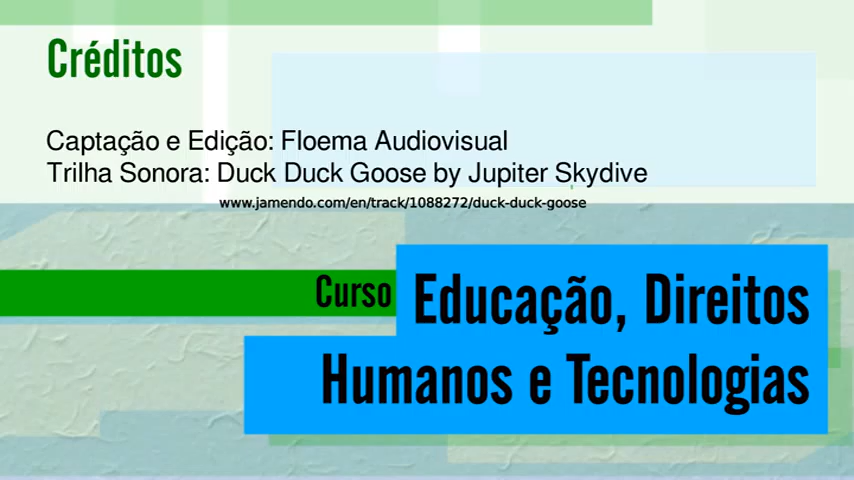 Créditos
Captação e Edição: Floema Audiovisual
Trilha Sonora: Duck Duck Goose by Jupiter Skydive
www.jamendo.com/en/track/1088272/duck-duck-goose
Curso Educação, Direitos
Humanos e Tecnologias